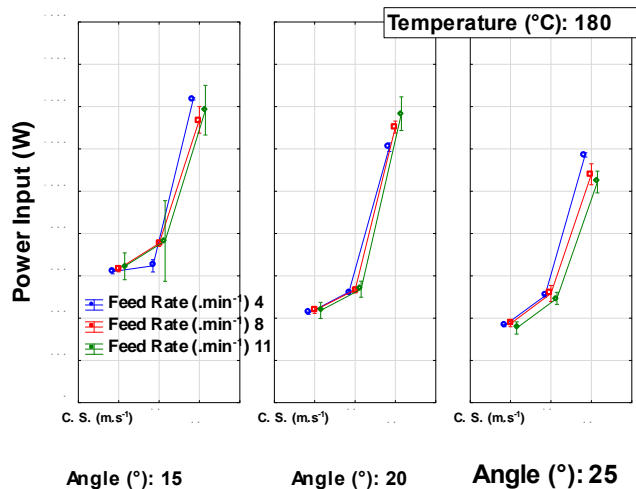 Temperature (°C): 180
Power Input (W)
Feed Rate (.min⁻¹) 4
Feed Rate (.min⁻¹) 8
Feed Rate (.min⁻¹) 11
C. S. (m.s⁻¹)
C. S. (m.s⁻¹)
C. S. (m.s⁻¹)
Angle (°): 15
Angle (°): 20
Angle (°): 25